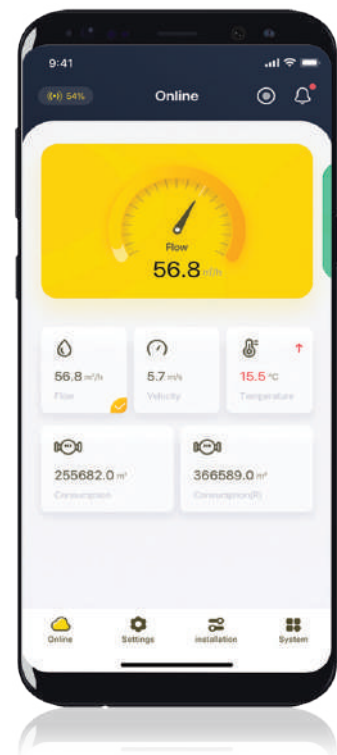 9:41
54%
Online
Flow
56.8 m³/h
56.8 m³/h
5.7 m/s
15.5 °C
Flow
Velocity
Temperature
255682.0 m³
366589.0 m³
Consumption
Consumption(R)
Online
Settings
installation
System